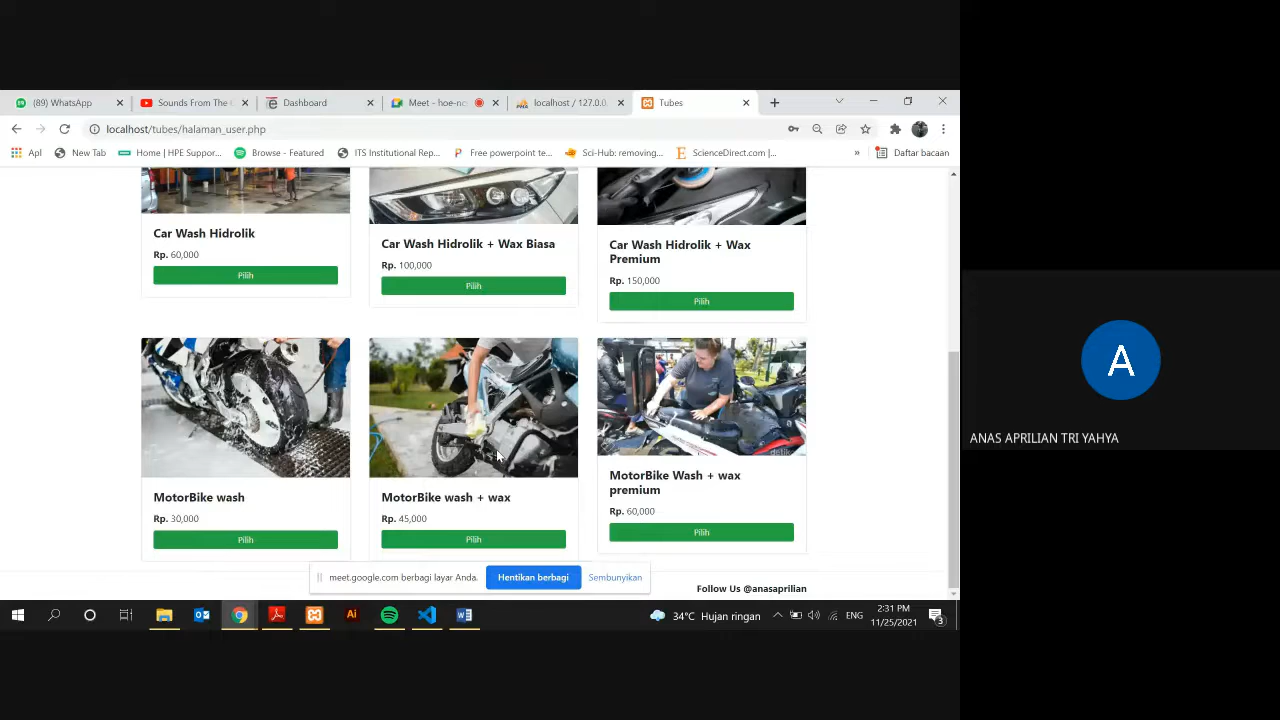 (89) WhatsApp
Sounds From The
Dashboard
Meet - hoe-n
localhost / 127.0.0.
Tubes
localhost/tubes/halaman_user.php
Apl
New Tab
Home | HPE Suppor...
Browse - Featured
ITS Institutional Rep...
Free powerpoint te...
Sci-Hub: removing...
ScienceDirect.com |...
»
Daftar bacaan
Car Wash Hidrolik
Rp. 60,000
Pilih
Car Wash Hidrolik + Wax Biasa
Rp. 100,000
Pilih
Car Wash Hidrolik + Wax
Premium
Rp. 150,000
Pilih
MotorBike wash
Rp. 30,000
Pilih
MotorBike wash + wax
Rp. 45,000
Pilih
detik
MotorBike Wash + wax
premium
Rp. 60,000
Pilih
meet.google.com berbagi layar Anda.
Hentikan berbagi
Sembunyikan
Follow Us @anasaprilian
Ai
34°C Hujan ringan
ENG
2:31 PM
11/25/2021
3
A
ANAS APRILIAN TRI YAHYA